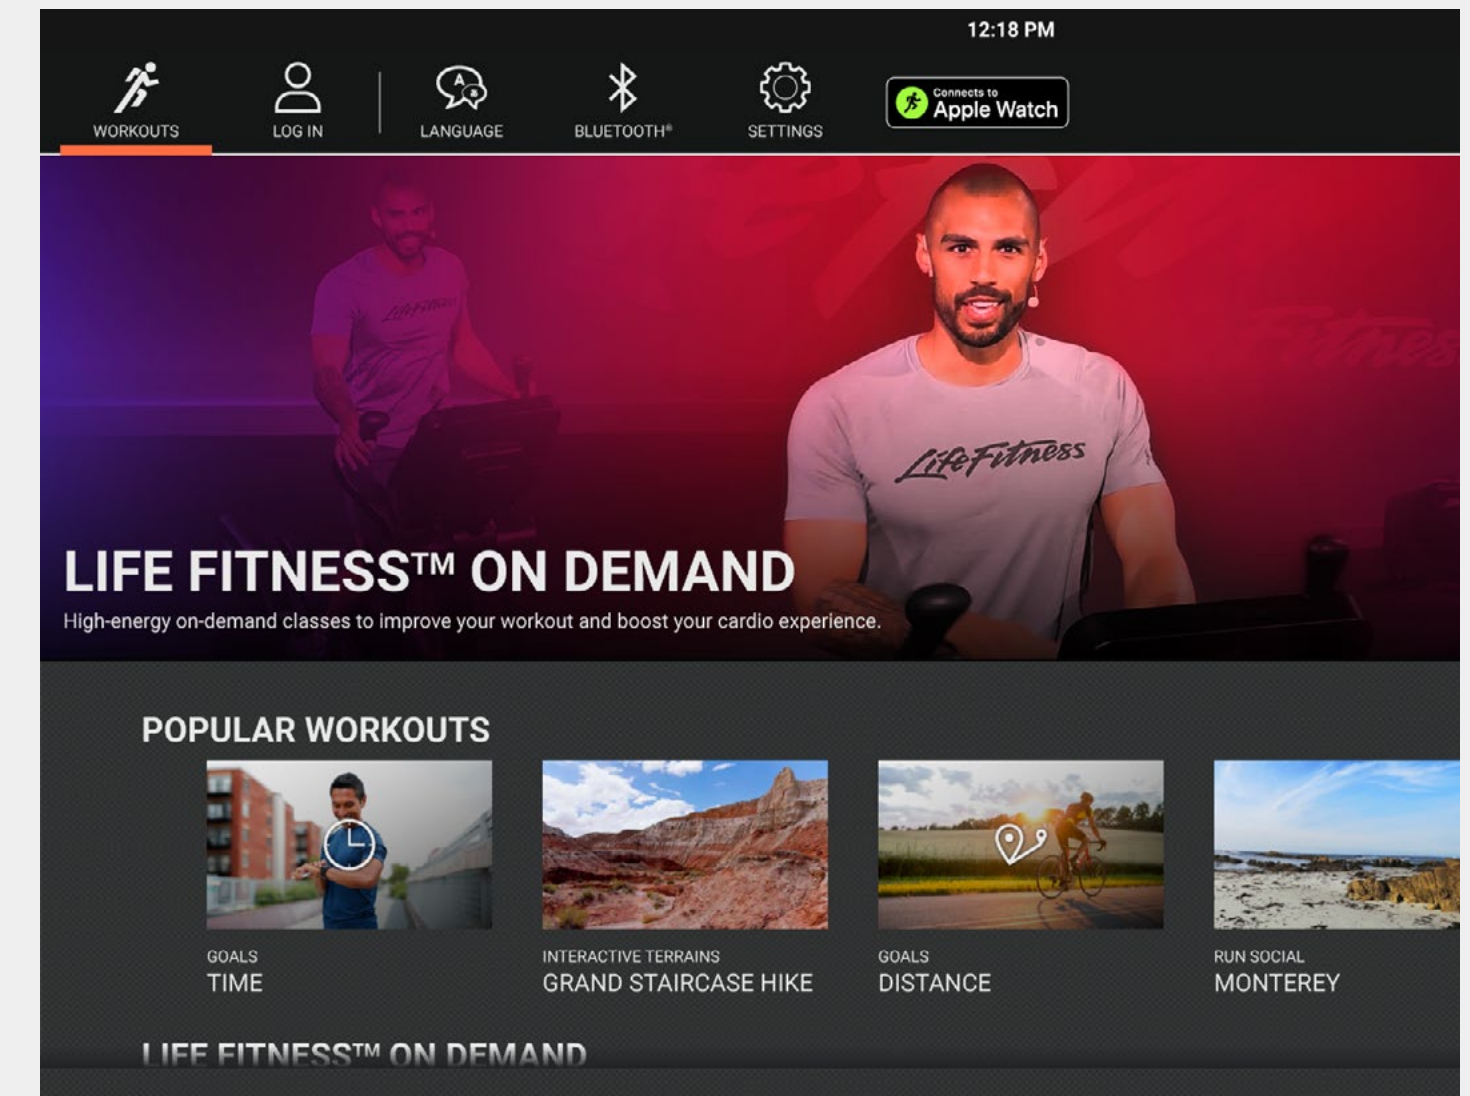 12:18 PM
WORKOUTS
LOG IN
LANGUAGE
BLUETOOTH®
SETTINGS
Connects to
Apple Watch
LifeFitness
LifeFitness
LIFE FITNESS™ ON DEMAND
High-energy on-demand classes to improve your workout and boost your cardio experience.
POPULAR WORKOUTS
GOALS
TIME
INTERACTIVE TERRAINS
GRAND STAIRCASE HIKE
GOALS
DISTANCE
RUN SOCIAL
MONTEREY
LIFE FITNESS™ ON DEMAND